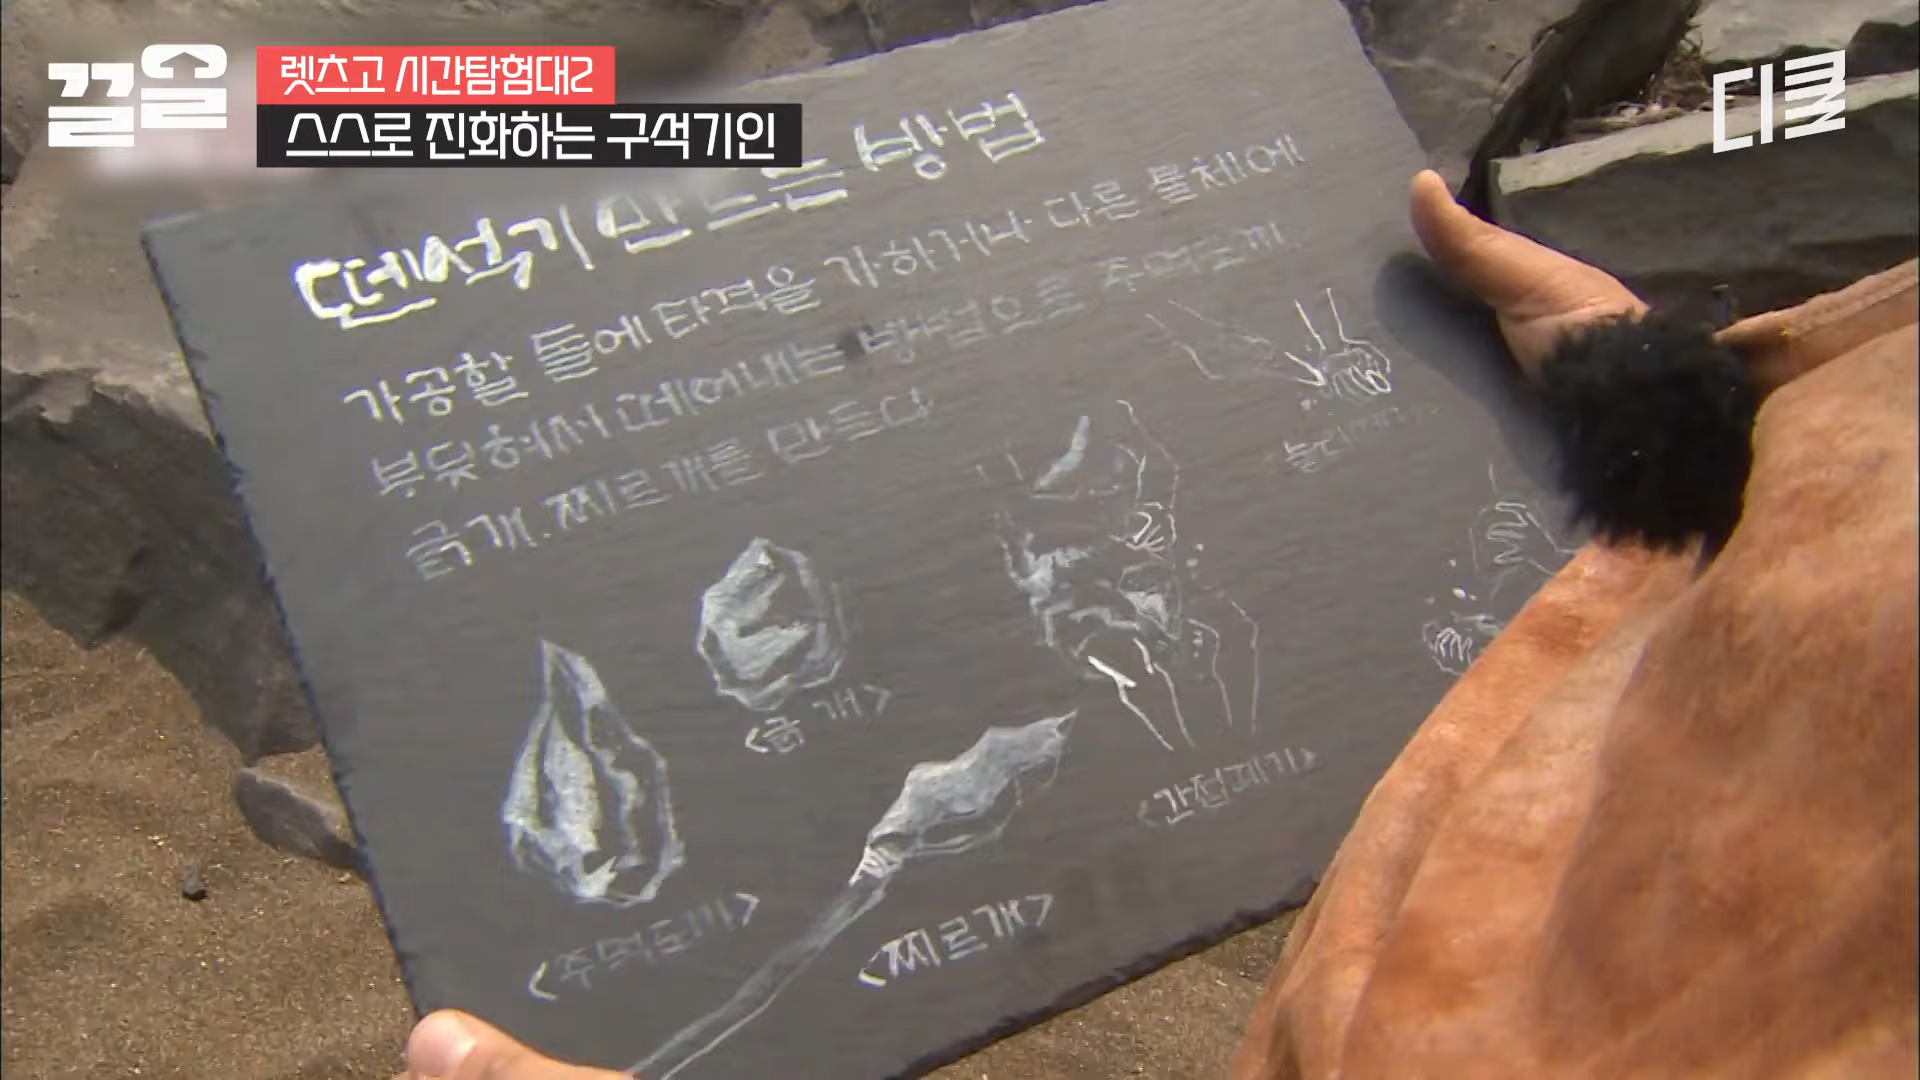 끌올
렛츠고 시간탐험대2
디클
스스로 진화하는 구석기인
뗀석기 만드는 방법
가공할 돌에 타격을 가하거나 다른 물체에
부딪혀서 떼어내는 방법으로 주먹도끼.
긁개. 찌르개를 만든다
<긁개>
<간접떼기>
<주먹도끼>
<찌르개>